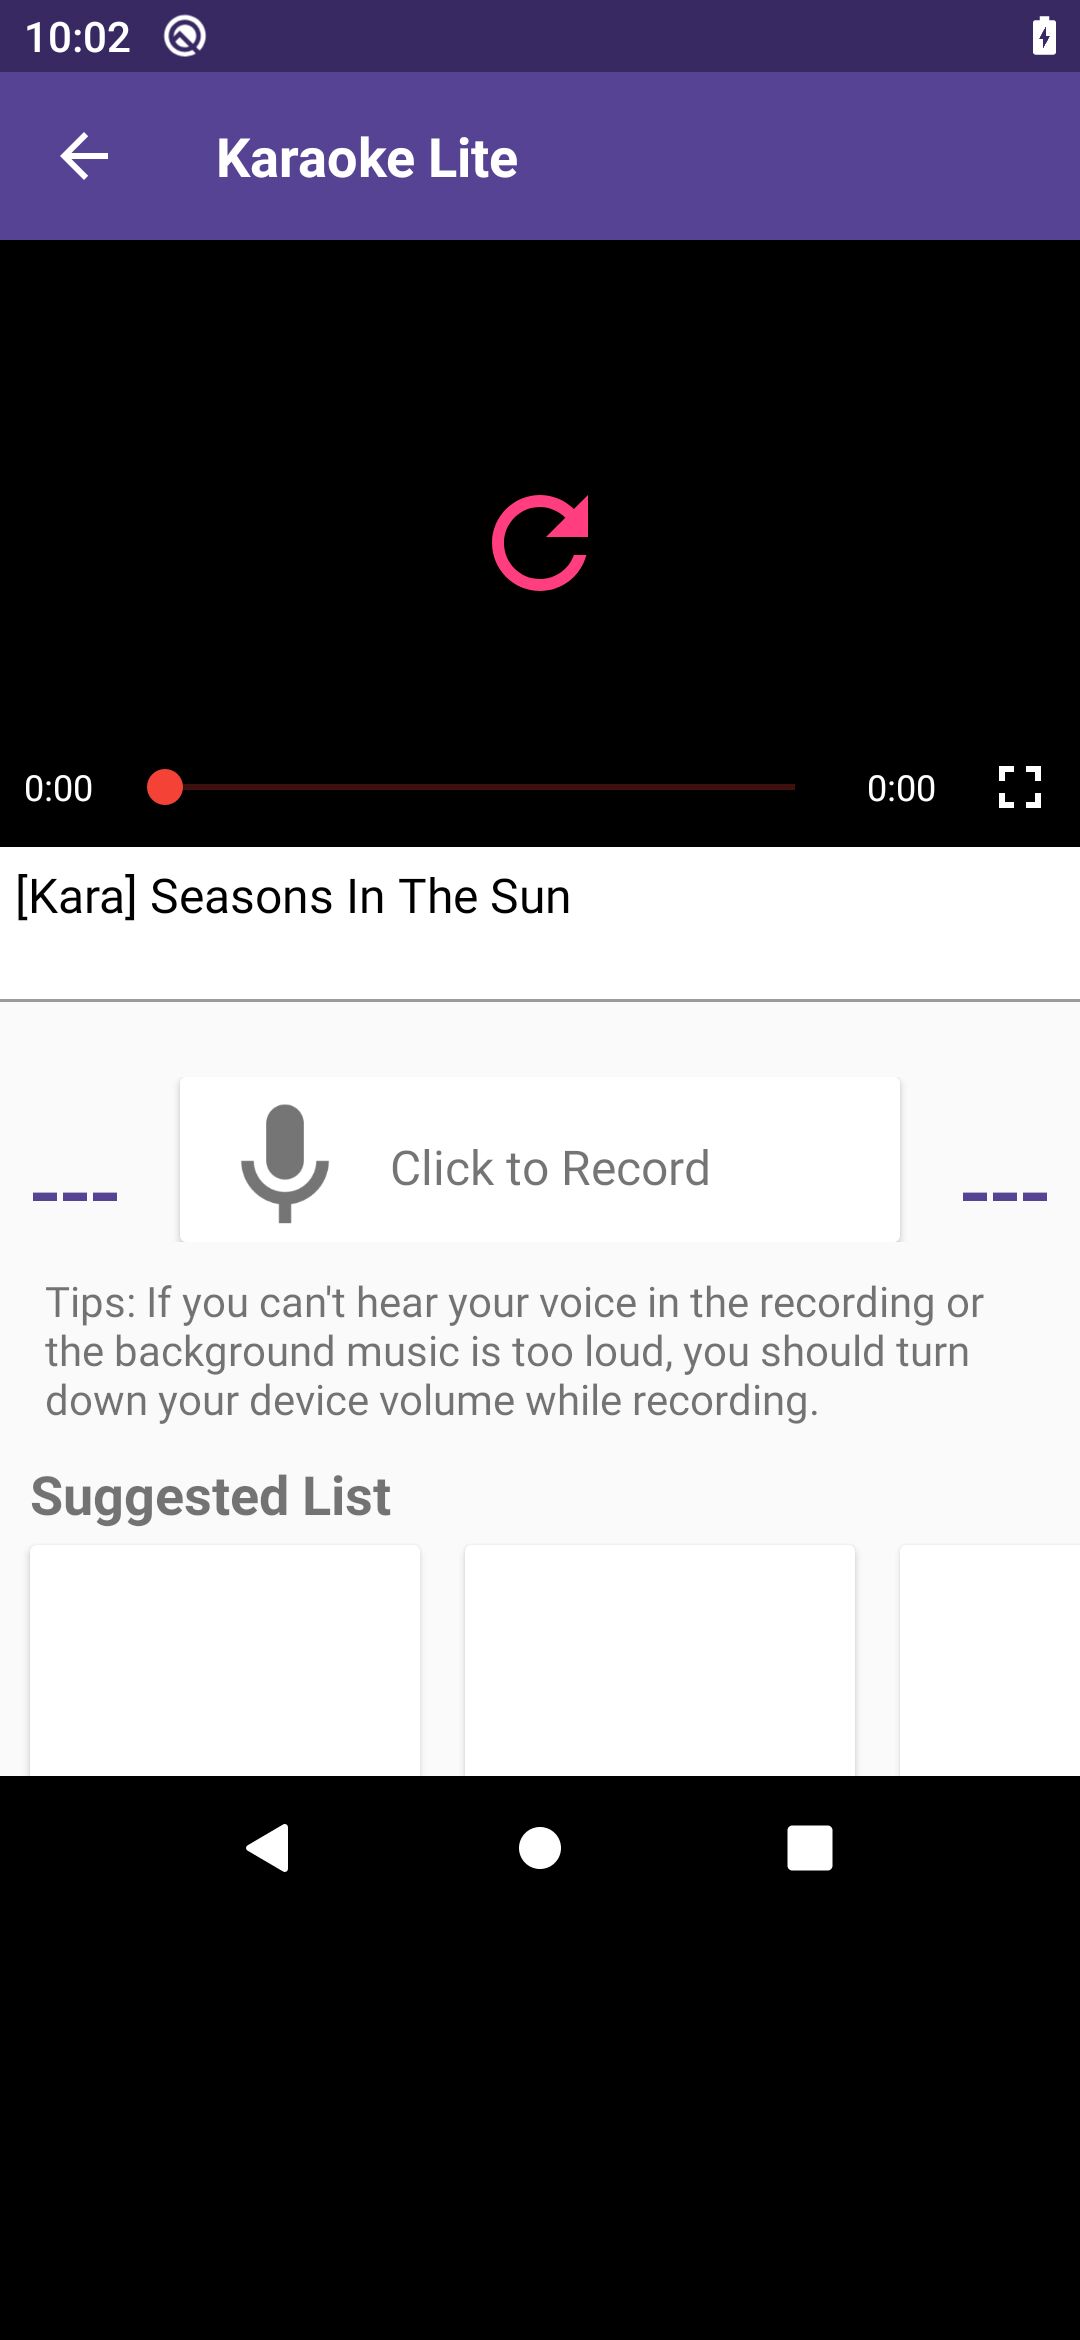 10:02
Karaoke Lite
0:00
0:00
[Kara] Seasons In The Sun
---
Click to Record
---
Tips: If you can't hear your voice in the recording or
the background music is too loud, you should turn
down your device volume while recording.
Suggested List